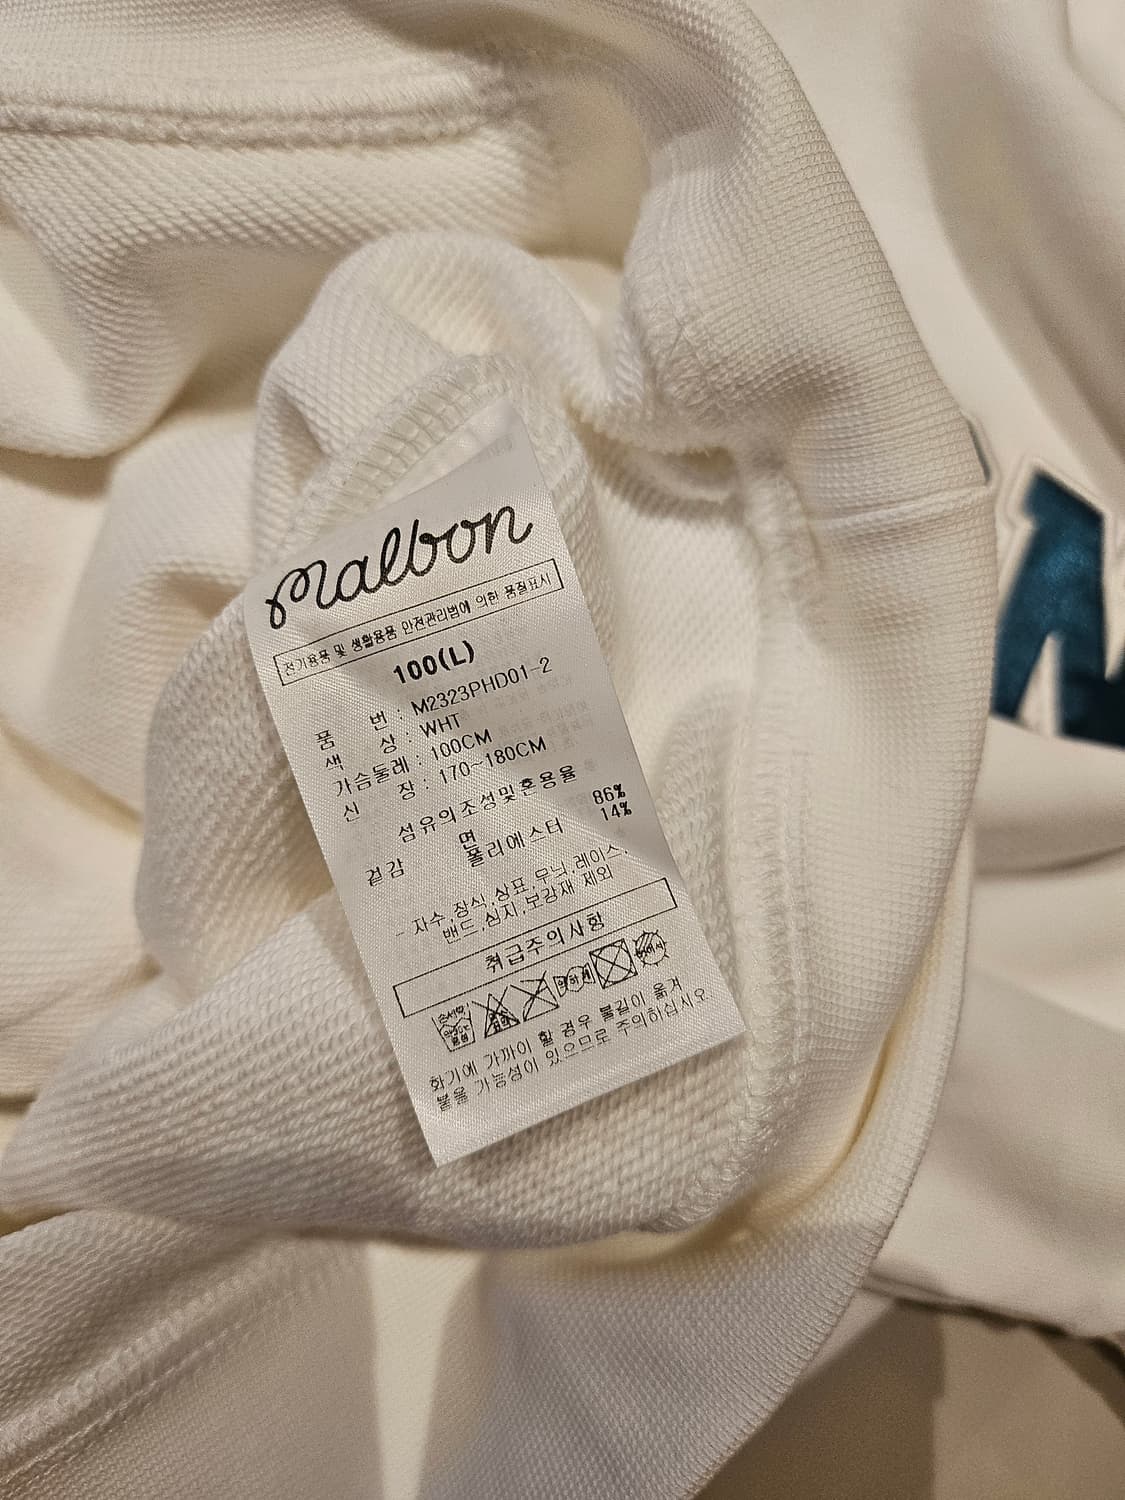 malbon
전기용품 및 생활용품 안전관리법에 의한 품질표시
100(L)
품 번 : M2323PHD01-2
색 상 : WHT
가슴둘레 : 100CM
신 장 : 170~180CM
섬유의조성및혼용율
겉감 면 86%
폴리에스터 14%
- 자수,장식,상표,무늬,레이스,
밴드,심지,보강재 제외
취급주의사항
화기에 가까이 할 경우 불길이 옮겨
붙을 가능성이 있으므로 주의하십시오.
M